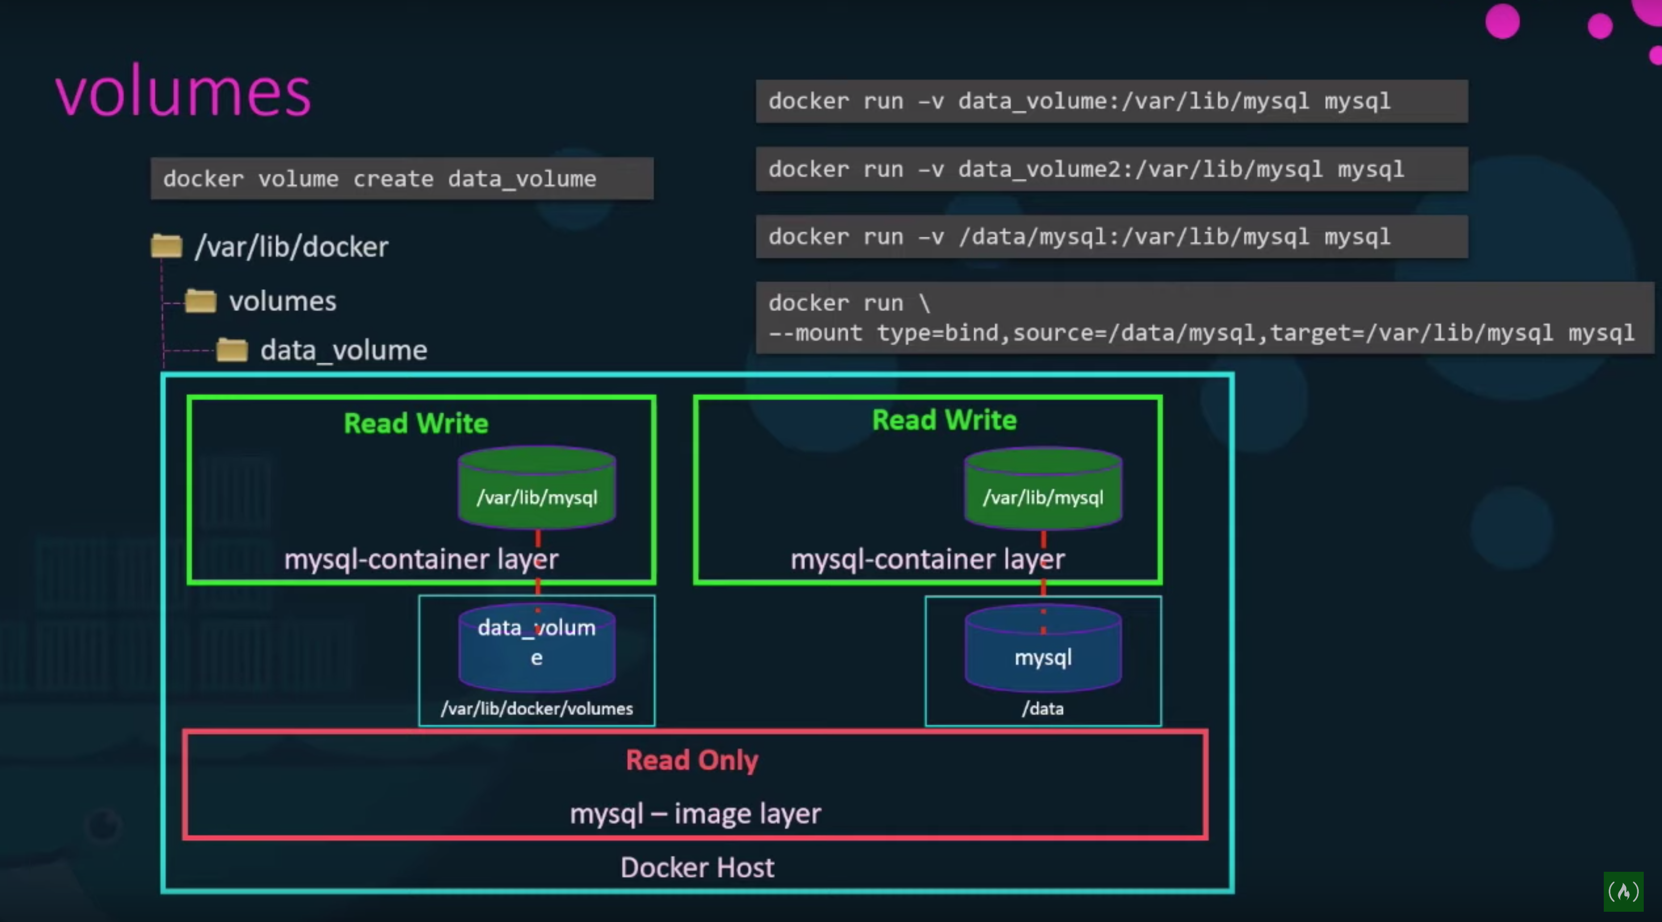 volumes
docker volume create data_volume
/var/lib/docker
volumes
data_volume
docker run –v data_volume:/var/lib/mysql mysql
docker run –v data_volume2:/var/lib/mysql mysql
docker run –v /data/mysql:/var/lib/mysql mysql
docker run \
--mount type=bind,source=/data/mysql,target=/var/lib/mysql mysql
Read Write
/var/lib/mysql
mysql-container layer
data_volum
e
/var/lib/docker/volumes
Read Write
/var/lib/mysql
mysql-container layer
mysql
/data
Read Only
mysql – image layer
Docker Host